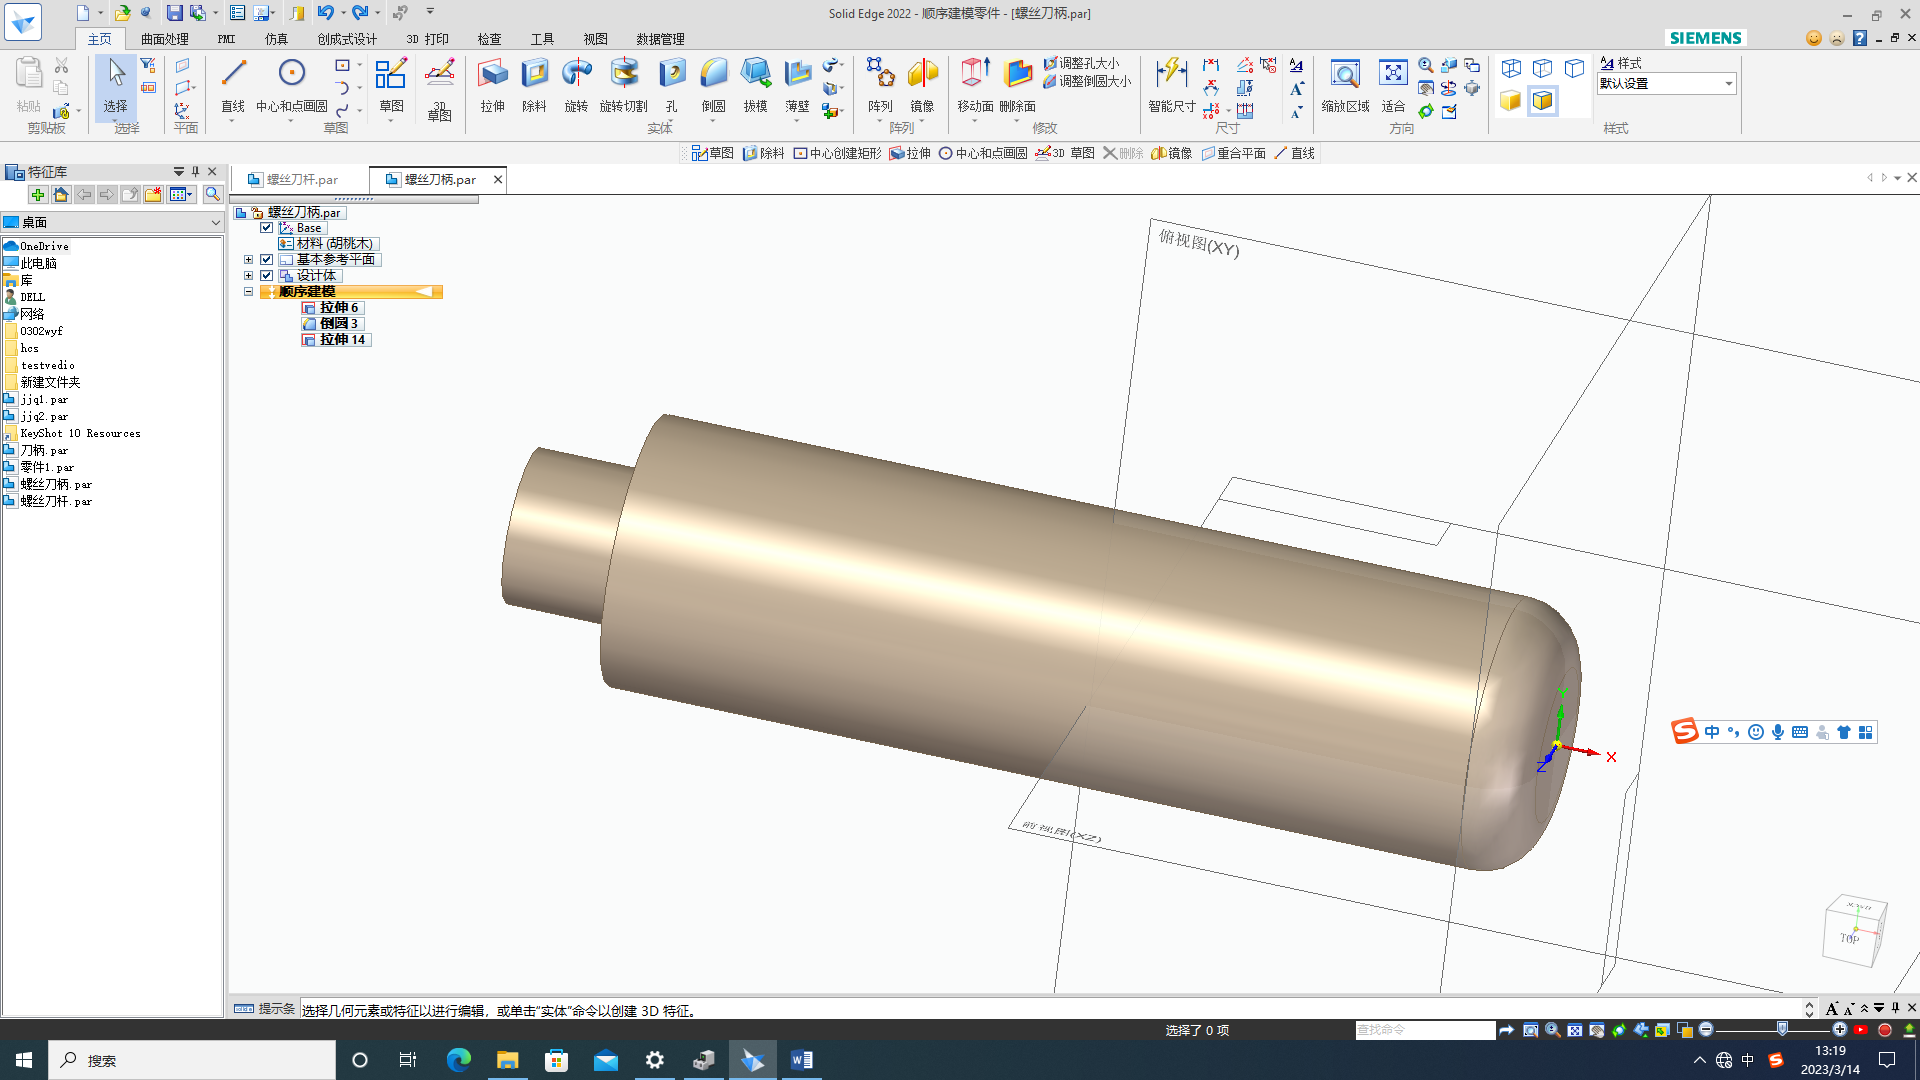 Solid Edge 2022 - 顺序建模零件 - [螺丝刀柄.par]
主页 曲面处理 PMI 仿真 创成式设计 3D 打印 检查 工具 视图 数据管理
SIEMENS
粘贴
剪贴板
选择
选择
平面
直线 中心和点画圆 草图 3D 草图
草图
拉伸 除料 旋转 旋转切割 孔 倒圆 拔模 薄壁
实体
阵列 镜像
阵列
移动面 删除面 调整孔大小
调整倒圆大小
修改
智能尺寸
尺寸
缩放区域 适合
方向
样式
默认设置
样式
草图 除料 中心创建矩形 拉伸 中心和点画圆 3D 草图 删除 镜像 重合平面 直线
特征库
桌面
OneDrive
此电脑
库
DELL
网络
0302wyf
hcs
testvedio
新建文件夹
jjq1.par
jjq2.par
KeyShot 10 Resources
刀柄.par
零件1.par
螺丝刀柄.par
螺丝刀杆.par
螺丝刀杆.par 螺丝刀柄.par
螺丝刀柄.par
Base
材料 (胡桃木)
基本参考平面
设计体
顺序建模
拉伸 6
倒圆 3
拉伸 14
俯视图(XY)
前视图(XZ)
Y
X
Z
TOP
中
提示条 选择几何元素或特征以进行编辑，或单击“实体”命令以创建 3D 特征。
选择了 0 项
查找命令
搜索
中
13:19
2023/3/14